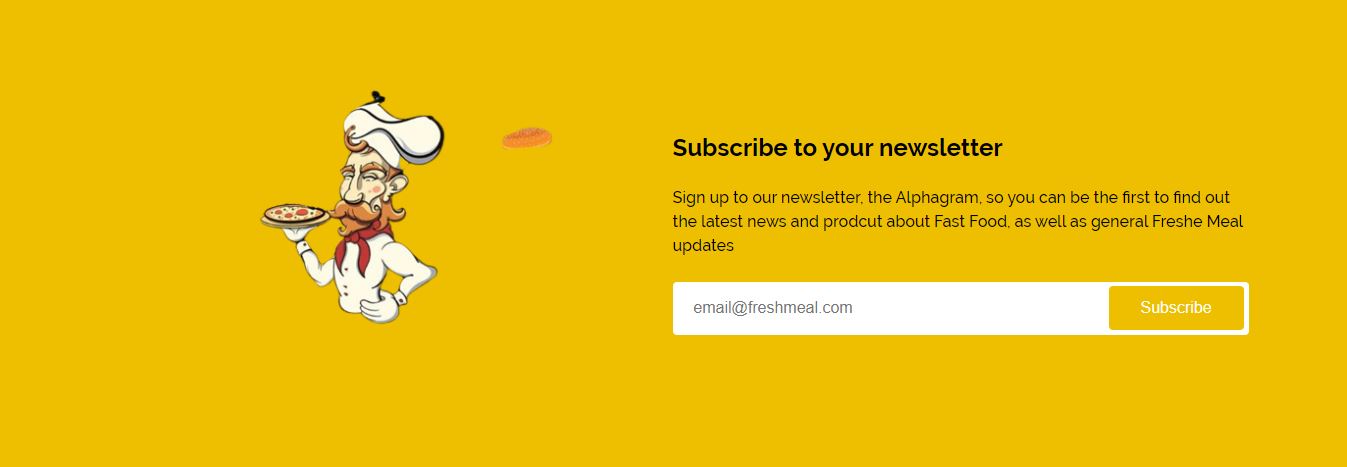 Subscribe to your newsletter
Sign up to our newsletter, the Alphagram, so you can be the first to find out
the latest news and prodcut about Fast Food, as well as general Freshe Meal
updates
email@freshmeal.com
Subscribe